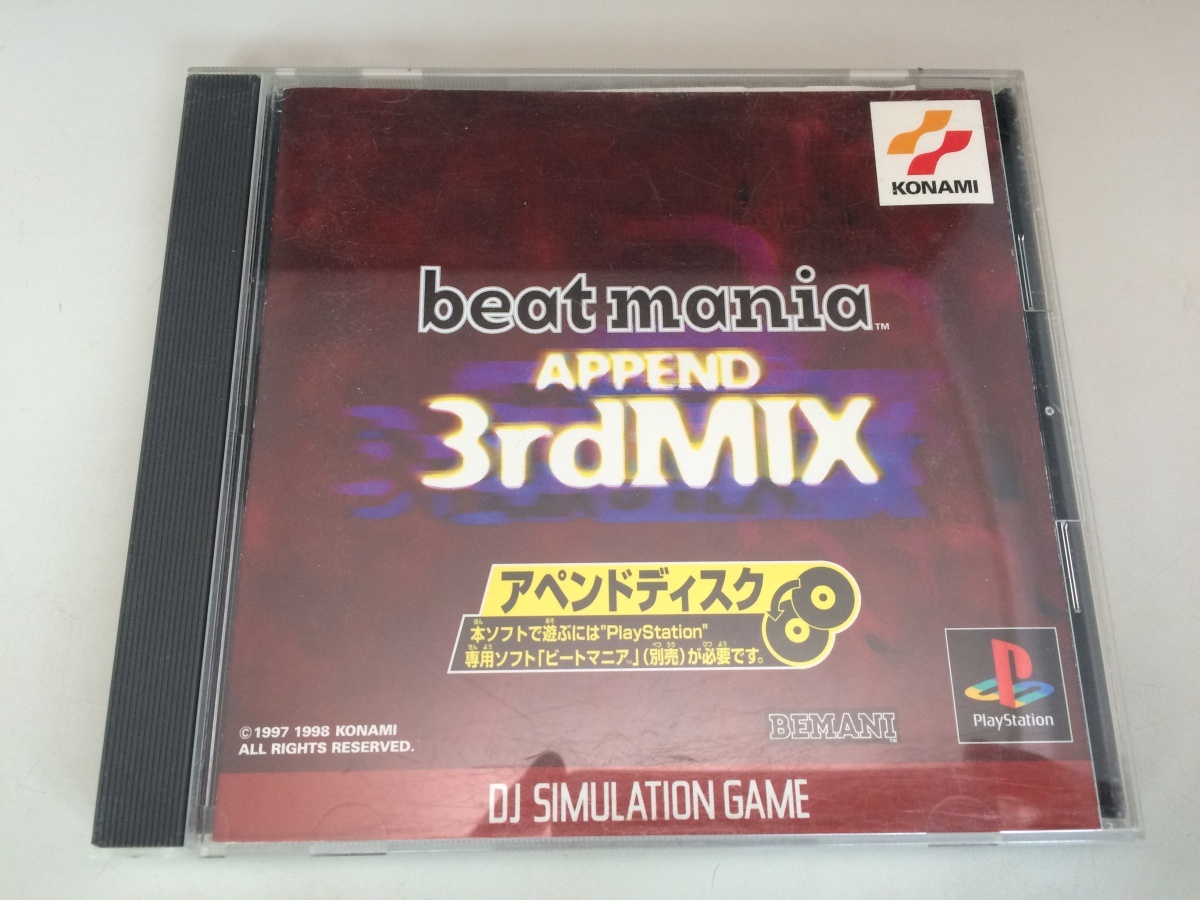 KONAMI
beatmania™
APPEND
3rdMIX
アペンドディスク
本ソフトで遊ぶには"PlayStation"
専用ソフト「ビートマニア」(別売)が必要です。
BEMANI™
PlayStation
©1997 1998 KONAMI
ALL RIGHTS RESERVED.
DJ SIMULATION GAME